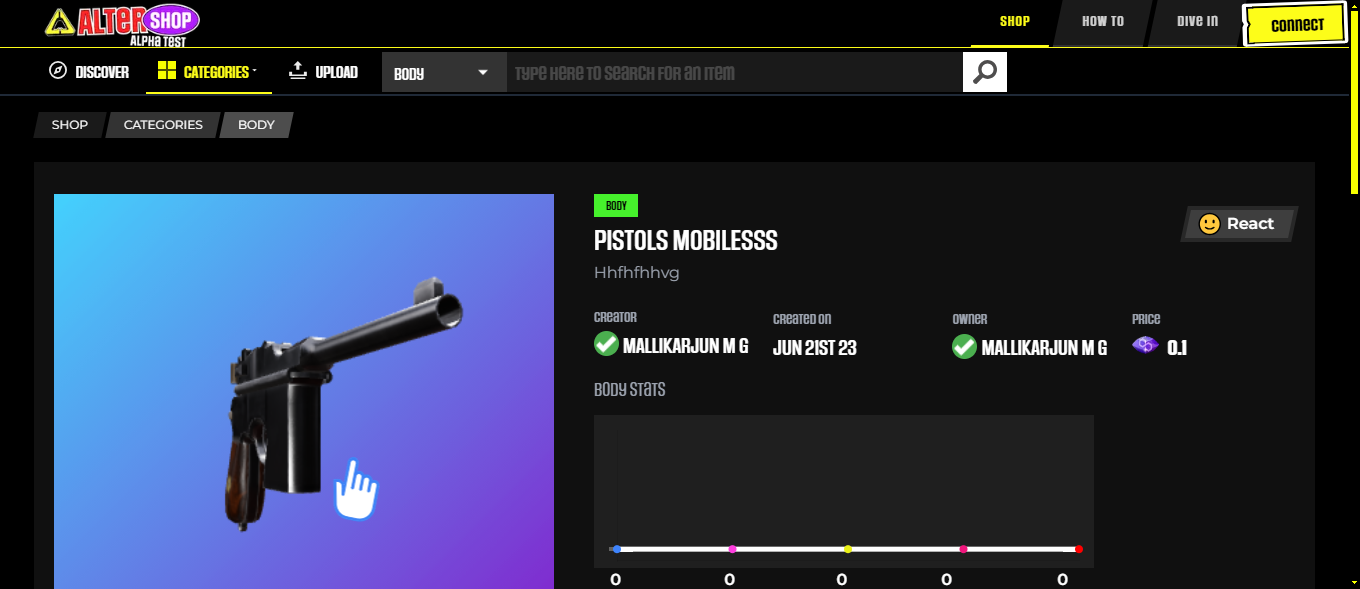 ALTER SHOP
ALPHA TEST
SHOP
HOW TO
DIVE IN
CONNECT
DISCOVER
CATEGORIES
UPLOAD
BODY
TYPE HERE TO SEARCH FOR AN ITEM
SHOP
CATEGORIES
BODY
BODY
PISTOLS MOBILESSS
React
Hhfhfhhvg
CREATOR
CREATED ON
OWNER
PRICE
MALLIKARJUN M G
JUN 21ST 23
MALLIKARJUN M G
0.1
BODY STATS
0 0 0 0 0